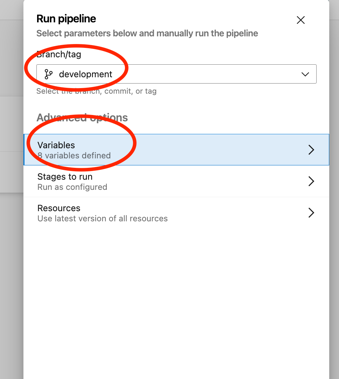 Run pipeline
Select parameters below and manually run the pipeline
Branch/tag
development
Select the branch, commit, or tag
Advanced options
Variables
8 variables defined
Stages to run
Run as configured
Resources
Use latest version of all resources